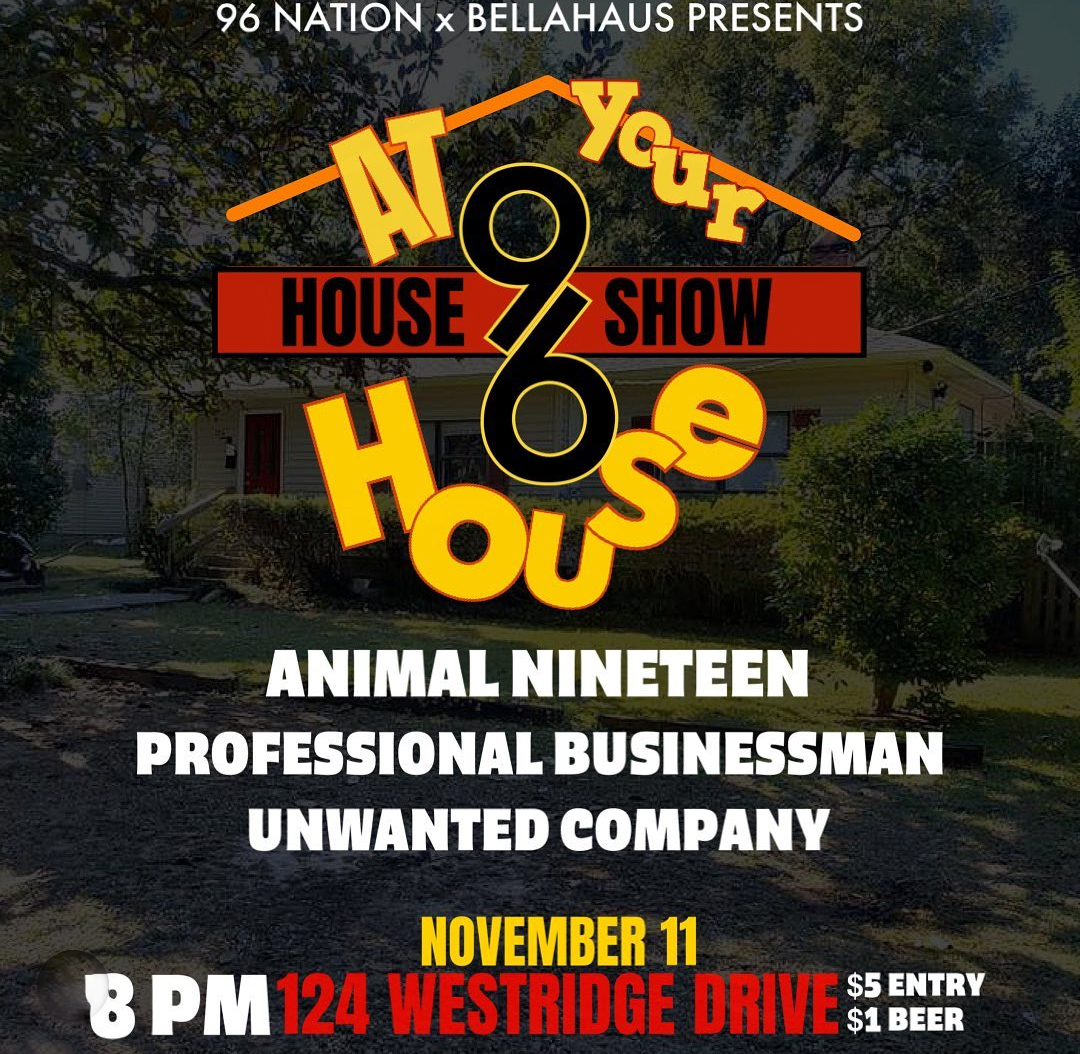 96 NATION x BELLAHAUS PRESENTS
AT Your
HOUSE 96 SHOW
House
ANIMAL NINETEEN
PROFESSIONAL BUSINESSMAN
UNWANTED COMPANY
NOVEMBER 11
8 PM 124 WESTRIDGE DRIVE $5 ENTRY
$1 BEER